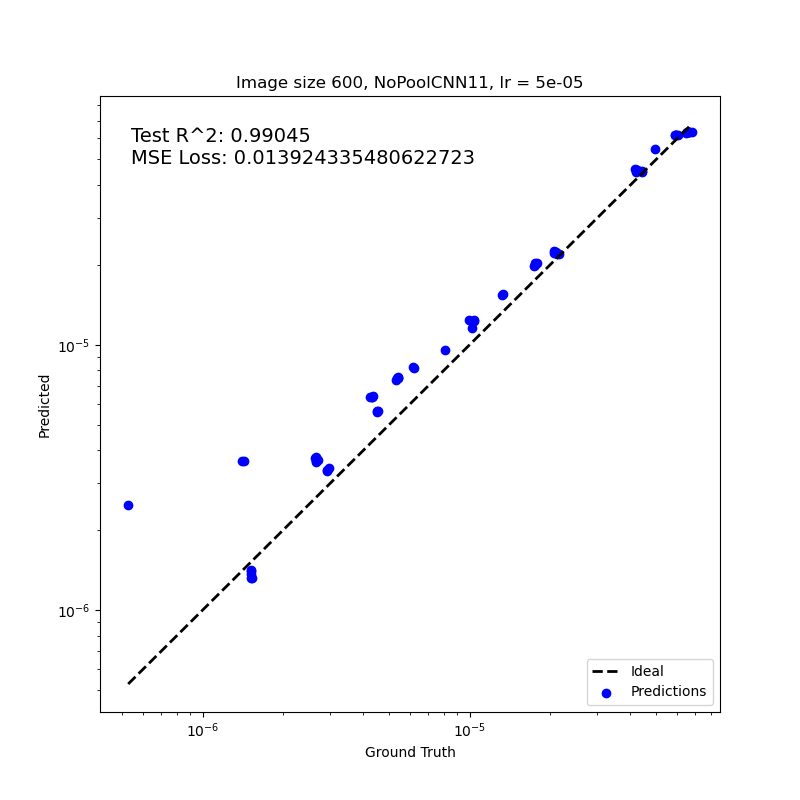 Image size 600, NoPoolCNN11, lr = 5e-05
Test R^2: 0.99045
MSE Loss: 0.013924335480622723
10⁻⁵
Predicted
10⁻⁶
Ideal
Predictions
10⁻⁶
10⁻⁵
Ground Truth